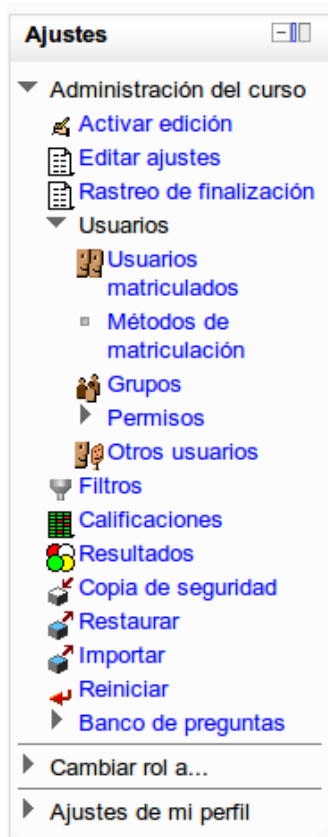 Ajustes
Administración del curso
Activar edición
Editar ajustes
Rastreo de finalización
Usuarios
Usuarios
matriculados
Métodos de
matriculación
Grupos
Permisos
Otros usuarios
Filtros
Calificaciones
Resultados
Copia de seguridad
Restaurar
Importar
Reiniciar
Banco de preguntas
Cambiar rol a...
Ajustes de mi perfil